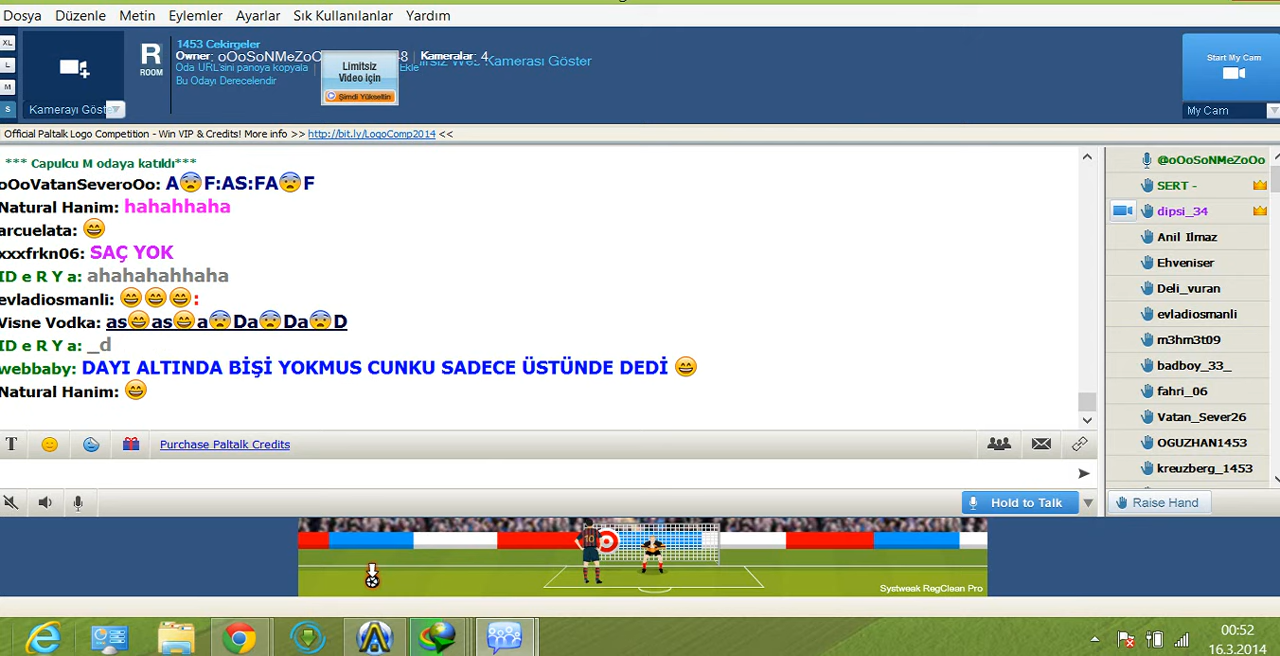 Dosya Düzenle Metin Eylemler Ayarlar Sık Kullanılanlar Yardım
XL
L
M
S
Kamerayı Göst
R
ROOM
1453 Cekirgeler
Owner: oOOoSoNMeZoO 8 Kameralar: 4
Oda URL'sini panoya kopyala Ekle
Web Kamerası Göster
Bu Odayı Derecelendir
Limitsiz
Video için
Şimdi Yükseltin
Start My Cam
My Cam
Official Paltalk Logo Competition - Win VIP & Credits! More info >> http://bit.ly/LogoComp2014 <<
*** Capulcu M odaya katıldı***
oOoVatanSeveroOo: A😨F:AS:FA😨F
Natural Hanim: hahahhaha
arcuelata: 😄
xxxfrkn06: SAÇ YOK
ID e R Y a: ahahahahhaha
evladiosmanli: 😄😄😄:
Visne Vodka: as😄as😄a😨Da😨Da😨D
ID e R Y a: _d
webbaby: DAYI ALTINDA BİŞİ YOKMUS CUNKU SADECE ÜSTÜNDE DEDİ 😄
Natural Hanim: 😄
@oOoSoNMeZoOo
SERT -
dipsi_34
Anil Ilmaz
Ehveniser
Deli_vuran
evladiosmanli
m3hm3t09
badboy_33_
fahri_06
Vatan_Sever26
OGUZHAN1453
kreuzberg_1453
T Purchase Paltalk Credits
Hold to Talk
Raise Hand
10
Systweak RegClean Pro
00:52
16.3.2014